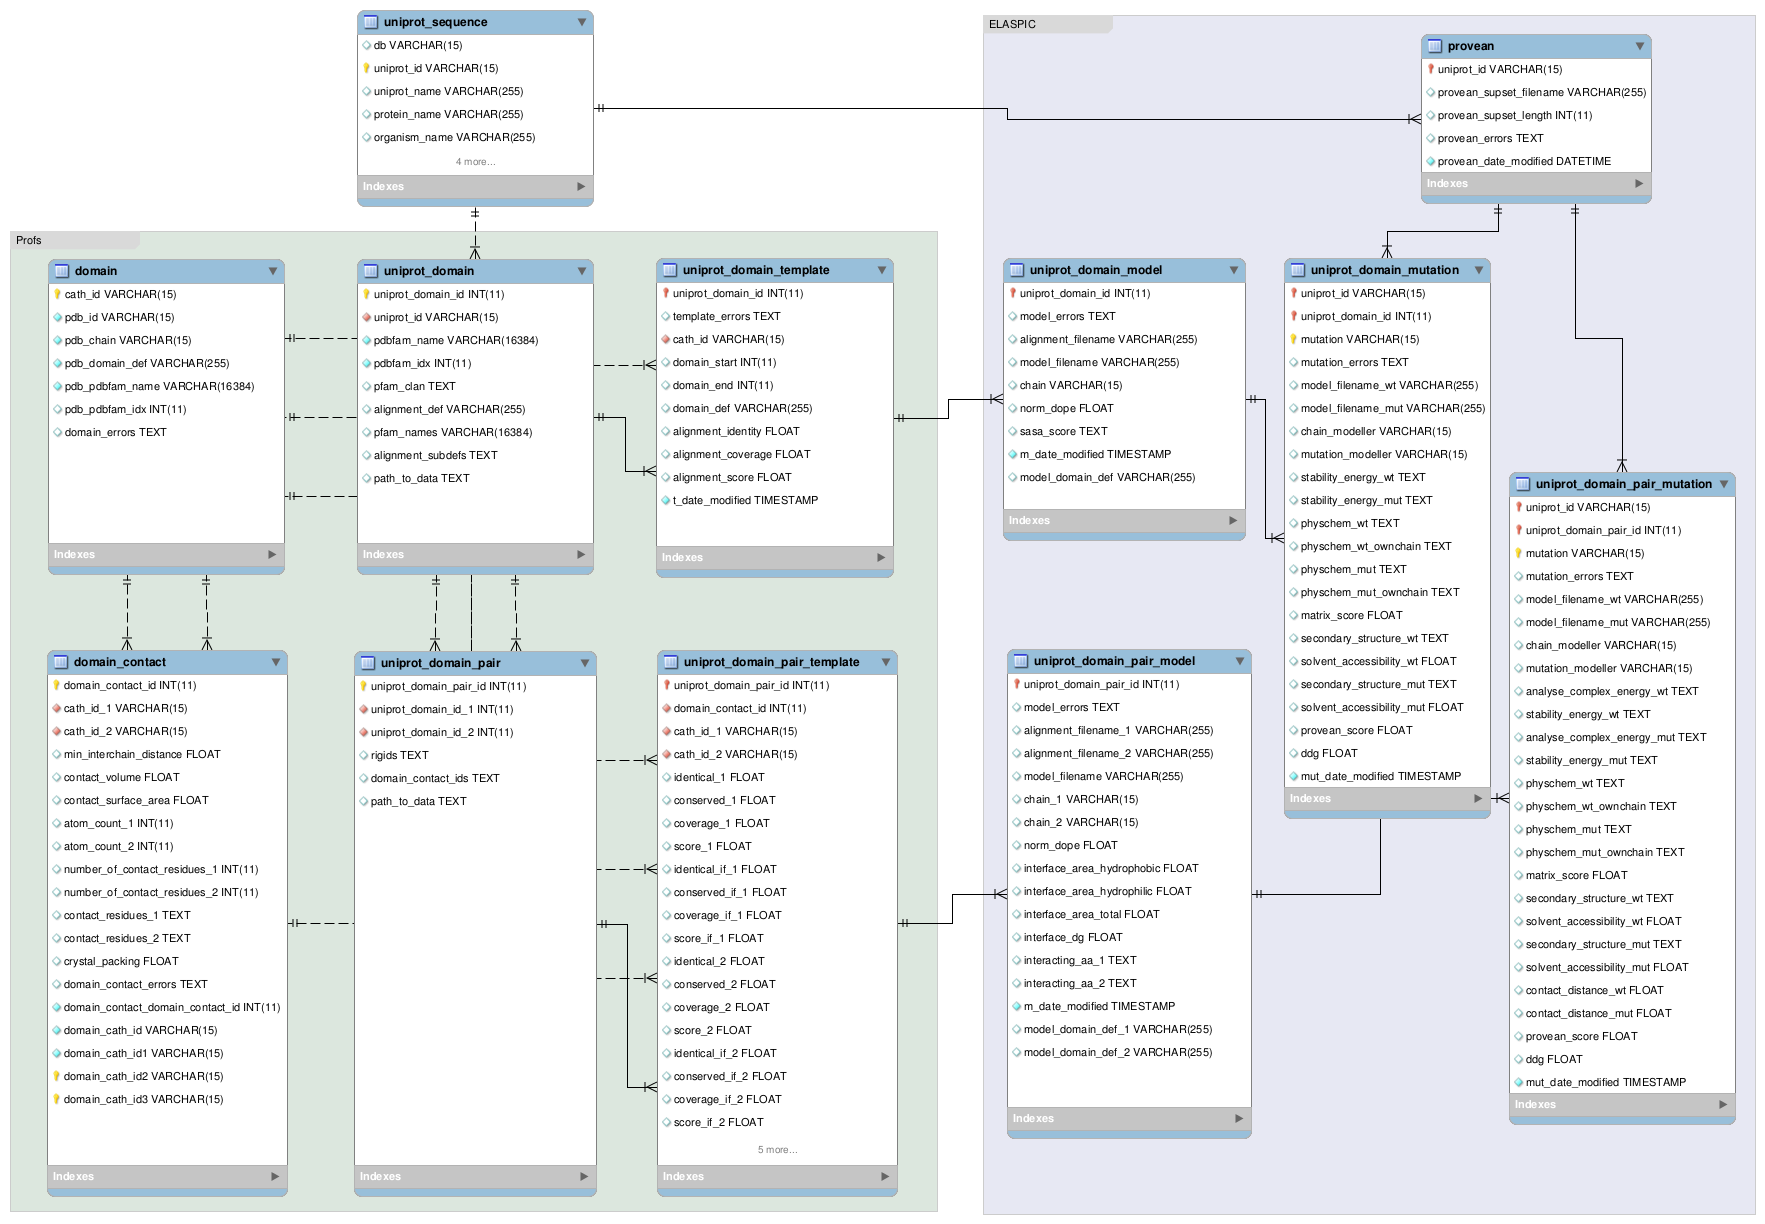 uniprot_sequence
db VARCHAR(15)
uniprot_id VARCHAR(15)
uniprot_name VARCHAR(255)
protein_name VARCHAR(255)
organism_name VARCHAR(255)
4 more...
Indexes
ELASPIC
provean
uniprot_id VARCHAR(15)
provean_supset_filename VARCHAR(255)
provean_supset_length INT(11)
provean_errors TEXT
provean_date_modified DATETIME
Indexes
Profs
domain
cath_id VARCHAR(15)
pdb_id VARCHAR(15)
pdb_chain VARCHAR(15)
pdb_domain_def VARCHAR(255)
pdb_pdbfam_name VARCHAR(16384)
pdb_pdbfam_idx INT(11)
domain_errors TEXT
Indexes
uniprot_domain
uniprot_domain_id INT(11)
uniprot_id VARCHAR(15)
pdbfam_name VARCHAR(16384)
pdbfam_idx INT(11)
pfam_clan TEXT
alignment_def VARCHAR(255)
pfam_names VARCHAR(16384)
alignment_subdefs TEXT
path_to_data TEXT
Indexes
uniprot_domain_template
uniprot_domain_id INT(11)
template_errors TEXT
cath_id VARCHAR(15)
domain_start INT(11)
domain_end INT(11)
domain_def VARCHAR(255)
alignment_identity FLOAT
alignment_coverage FLOAT
alignment_score FLOAT
t_date_modified TIMESTAMP
Indexes
uniprot_domain_model
uniprot_domain_id INT(11)
model_errors TEXT
alignment_filename VARCHAR(255)
model_filename VARCHAR(255)
chain VARCHAR(15)
norm_dope FLOAT
sasa_score TEXT
m_date_modified TIMESTAMP
model_domain_def VARCHAR(255)
Indexes
uniprot_domain_mutation
uniprot_id VARCHAR(15)
uniprot_domain_id INT(11)
mutation VARCHAR(15)
mutation_errors TEXT
model_filename_wt VARCHAR(255)
model_filename_mut VARCHAR(255)
chain_modeller VARCHAR(15)
mutation_modeller VARCHAR(15)
stability_energy_wt TEXT
stability_energy_mut TEXT
physchem_wt TEXT
physchem_wt_ownchain TEXT
physchem_mut TEXT
physchem_mut_ownchain TEXT
matrix_score FLOAT
secondary_structure_wt TEXT
solvent_accessibility_wt FLOAT
secondary_structure_mut TEXT
solvent_accessibility_mut FLOAT
provean_score FLOAT
ddg FLOAT
mut_date_modified TIMESTAMP
Indexes
uniprot_domain_pair_mutation
uniprot_id VARCHAR(15)
uniprot_domain_pair_id INT(11)
mutation VARCHAR(15)
mutation_errors TEXT
model_filename_wt VARCHAR(255)
model_filename_mut VARCHAR(255)
chain_modeller VARCHAR(15)
mutation_modeller VARCHAR(15)
analyse_complex_energy_wt TEXT
stability_energy_wt TEXT
analyse_complex_energy_mut TEXT
stability_energy_mut TEXT
physchem_wt TEXT
physchem_wt_ownchain TEXT
physchem_mut TEXT
physchem_mut_ownchain TEXT
matrix_score FLOAT
secondary_structure_wt TEXT
solvent_accessibility_wt FLOAT
secondary_structure_mut TEXT
solvent_accessibility_mut FLOAT
contact_distance_wt FLOAT
contact_distance_mut FLOAT
provean_score FLOAT
ddg FLOAT
mut_date_modified TIMESTAMP
Indexes
domain_contact
domain_contact_id INT(11)
cath_id_1 VARCHAR(15)
cath_id_2 VARCHAR(15)
min_interchain_distance FLOAT
contact_volume FLOAT
contact_surface_area FLOAT
atom_count_1 INT(11)
atom_count_2 INT(11)
number_of_contact_residues_1 INT(11)
number_of_contact_residues_2 INT(11)
contact_residues_1 TEXT
contact_residues_2 TEXT
crystal_packing FLOAT
domain_contact_errors TEXT
domain_contact_domain_contact_id INT(11)
domain_cath_id VARCHAR(15)
domain_cath_id1 VARCHAR(15)
domain_cath_id2 VARCHAR(15)
domain_cath_id3 VARCHAR(15)
Indexes
uniprot_domain_pair
uniprot_domain_pair_id INT(11)
uniprot_domain_id_1 INT(11)
uniprot_domain_id_2 INT(11)
rigids TEXT
domain_contact_ids TEXT
path_to_data TEXT
Indexes
uniprot_domain_pair_template
uniprot_domain_pair_id INT(11)
domain_contact_id INT(11)
cath_id_1 VARCHAR(15)
cath_id_2 VARCHAR(15)
identical_1 FLOAT
conserved_1 FLOAT
coverage_1 FLOAT
score_1 FLOAT
identical_if_1 FLOAT
conserved_if_1 FLOAT
coverage_if_1 FLOAT
score_if_1 FLOAT
identical_2 FLOAT
conserved_2 FLOAT
coverage_2 FLOAT
score_2 FLOAT
identical_if_2 FLOAT
conserved_if_2 FLOAT
coverage_if_2 FLOAT
score_if_2 FLOAT
5 more...
Indexes
uniprot_domain_pair_model
uniprot_domain_pair_id INT(11)
model_errors TEXT
alignment_filename_1 VARCHAR(255)
alignment_filename_2 VARCHAR(255)
model_filename VARCHAR(255)
chain_1 VARCHAR(15)
chain_2 VARCHAR(15)
norm_dope FLOAT
interface_area_hydrophobic FLOAT
interface_area_hydrophilic FLOAT
interface_area_total FLOAT
interface_dg FLOAT
interacting_aa_1 TEXT
interacting_aa_2 TEXT
m_date_modified TIMESTAMP
model_domain_def_1 VARCHAR(255)
model_domain_def_2 VARCHAR(255)
Indexes